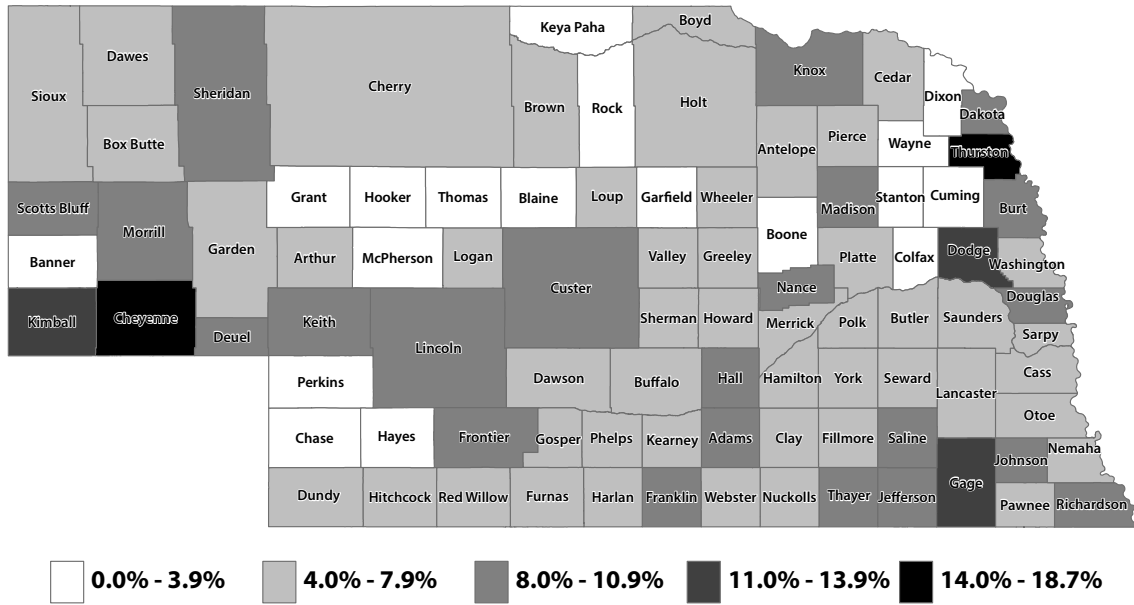 Keya Paha
Boyd
Dawes
Knox
Cedar
Cherry
Sioux
Sheridan
Dixon
Brown
Rock
Holt
Dakota
Pierce
Box Butte
Antelope
Wayne
Thurston
Grant
Hooker
Thomas
Blaine
Loup
Garfield
Wheeler
Stanton
Cuming
Scotts Bluff
Madison
Burt
Morrill
Boone
Garden
Dodge
Arthur
McPherson
Logan
Valley
Greeley
Platte
Colfax
Banner
Washington
Custer
Nance
Douglas
Kimball
Cheyenne
Keith
Sherman
Howard
Merrick
Polk
Butler
Saunders
Sarpy
Deuel
Lincoln
Cass
Perkins
Dawson
Buffalo
Hall
Hamilton
York
Seward
Lancaster
Otoe
Chase
Hayes
Frontier
Gosper
Phelps
Kearney
Adams
Clay
Fillmore
Saline
Nemaha
Johnson
Gage
Dundy
Hitchcock
Red Willow
Furnas
Harlan
Franklin
Webster
Nuckolls
Thayer
Jefferson
Pawnee
Richardson
0.0% - 3.9%
4.0% - 7.9%
8.0% - 10.9%
11.0% - 13.9%
14.0% - 18.7%